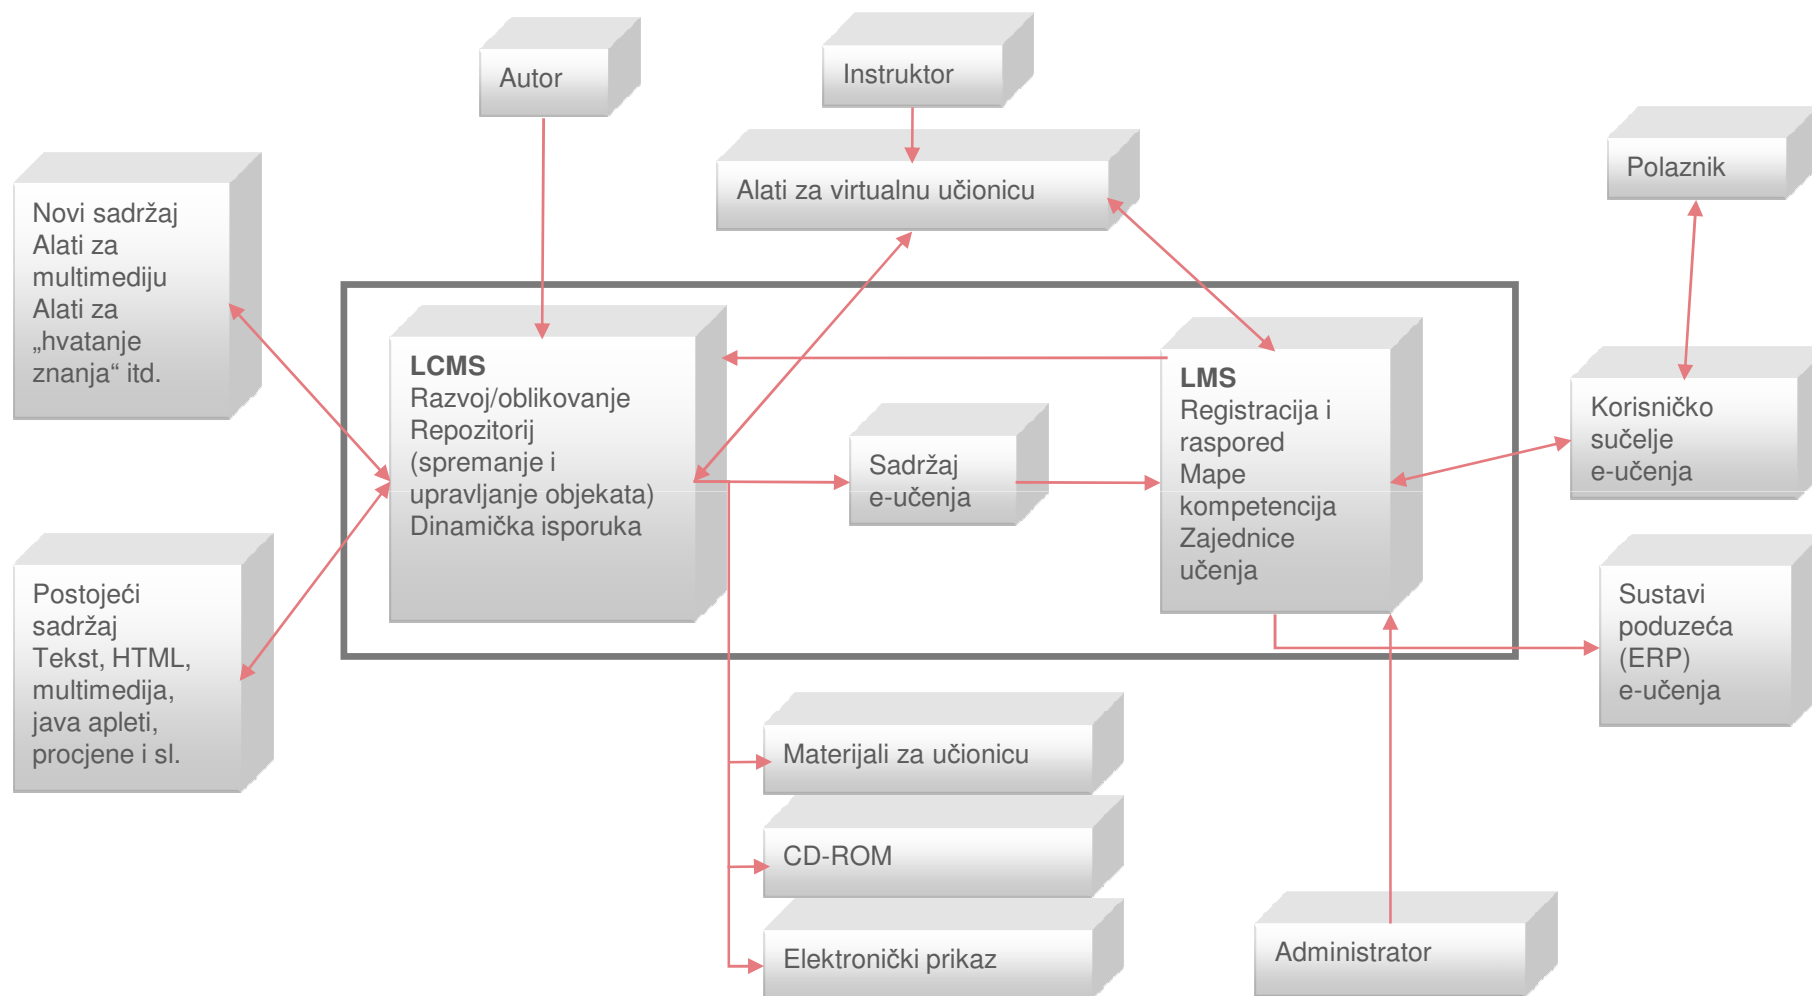 Autor
Instruktor
Alati za virtualnu učionicu
Polaznik
Novi sadržaj
Alati za
multimediju
Alati za
„hvatanje
znanja“ itd.
LCMS
Razvoj/oblikovanje
Repozitorij
(spremanje i
upravljanje objekata)
Dinamička isporuka
Sadržaj
e-učenja
LMS
Registracija i
raspored
Mape
kompetencija
Zajednice
učenja
Korisničko
sučelje
e-učenja
Postojeći
sadržaj
Tekst, HTML,
multimedija,
java apleti,
procjene i sl.
Sustavi
poduzeća
(ERP)
e-učenja
Materijali za učionicu
CD-ROM
Elektronički prikaz
Administrator